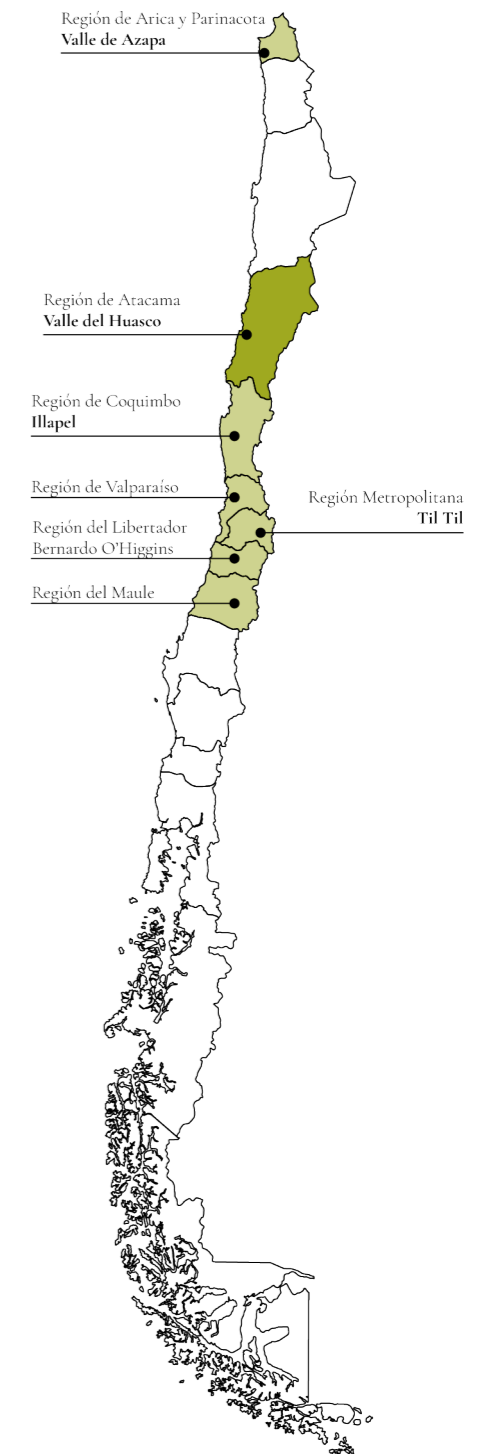 Región de Arica y Parinacota
Valle de Azapa
Región de Atacama
Valle del Huasco
Región de Coquimbo
Illapel
Región de Valparaíso
Región Metropolitana
Til Til
Región del Libertador
Bernardo O'Higgins
Región del Maule